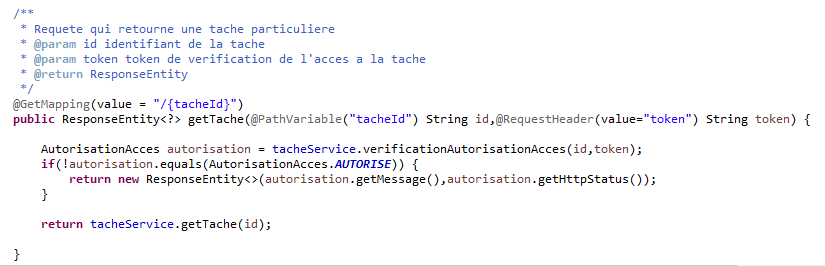 /**
 * Requete qui retourne une tache particuliere
 * @param id identifiant de la tache
 * @param token token de verification de l'acces a la tache
 * @return ResponseEntity
 */
@GetMapping(value = "/{tacheId}")
public ResponseEntity<?> getTache(@PathVariable("tacheId") String id,@RequestHeader(value="token") String token) {
    AutorisationAcces autorisation = tacheService.verificationAutorisationAcces(id,token);
    if(!autorisation.equals(AutorisationAcces.AUTORISE)) {
        return new ResponseEntity<>(autorisation.getMessage(),autorisation.getHttpStatus());
    }
    return tacheService.getTache(id);
}